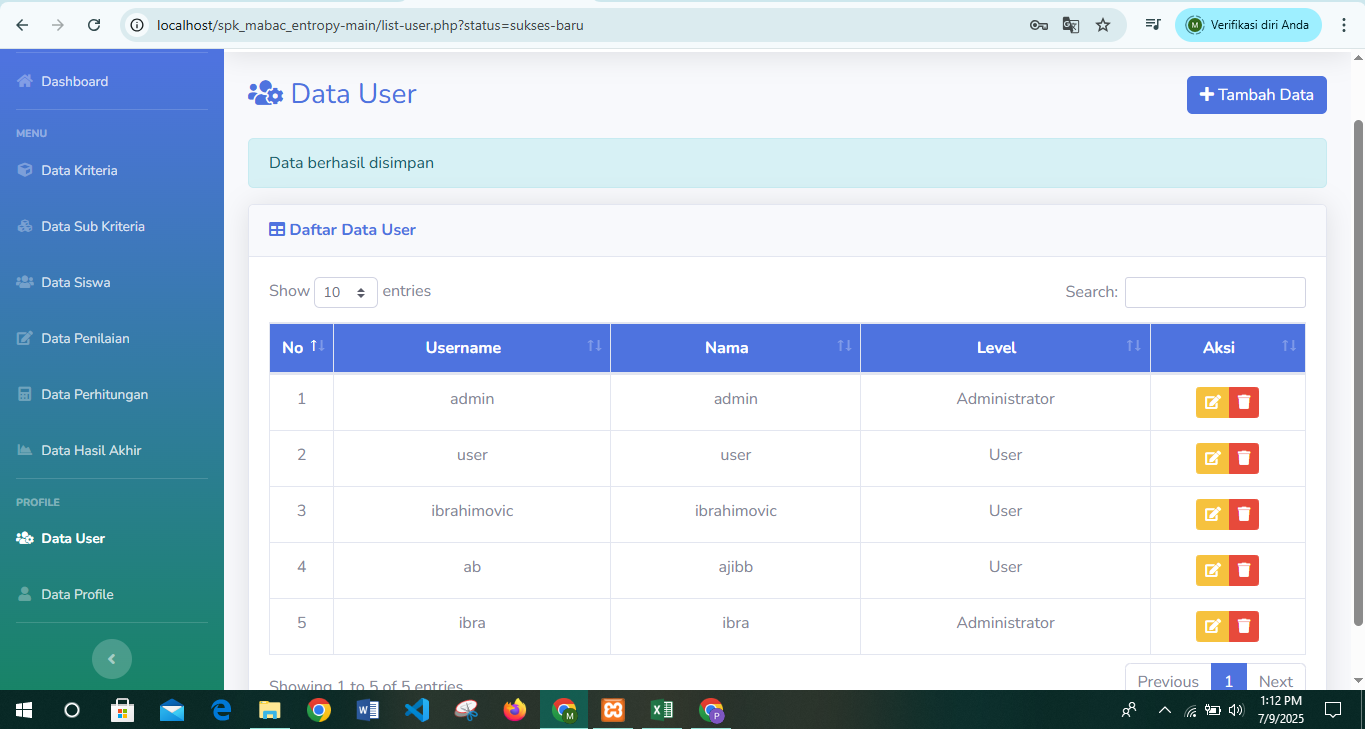 localhost/spk_mabac_entropy-main/list-user.php?status=sukses-baru
M Verifikasi diri Anda
Dashboard
MENU
Data Kriteria
Data Sub Kriteria
Data Siswa
Data Penilaian
Data Perhitungan
Data Hasil Akhir
PROFILE
Data User
Data Profile
Data User
Tambah Data
Data berhasil disimpan
Daftar Data User
Show 10 entries
Search:
No Username Nama Level Aksi
1 admin admin Administrator
2 user user User
3 ibrahimovic ibrahimovic User
4 ab ajibb User
5 ibra ibra Administrator
Showing 1 to 5 of 5 entries
Previous 1 Next
1:12 PM
7/9/2025